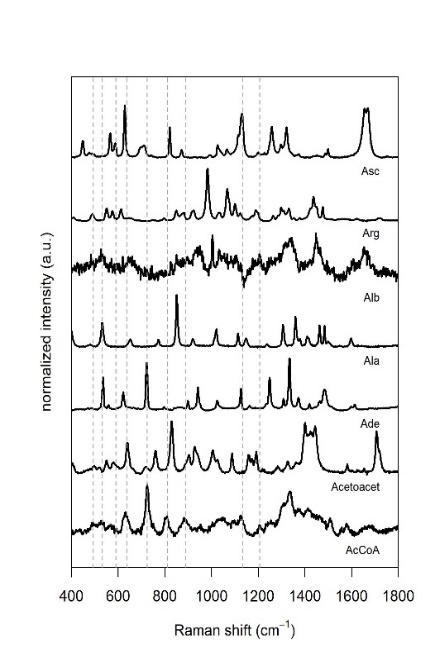 normalized intensity (a.u.)
Asc
Arg
Alb
Ala
Ade
Acetoacet
AcCoA
400 600 800 1000 1200 1400 1600 1800
Raman shift (cm⁻¹)